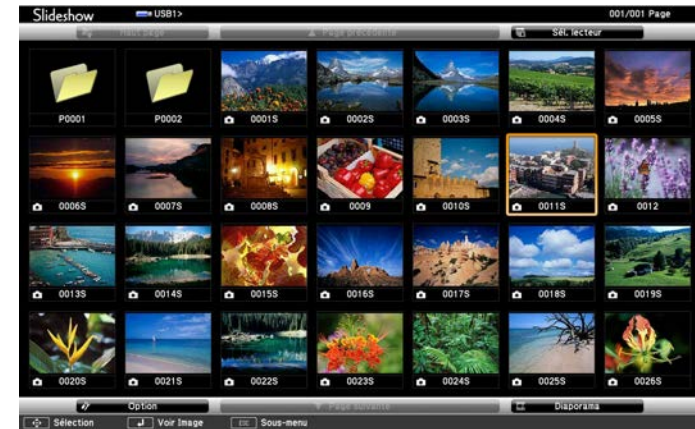 Slideshow USB1> 001/001 Page
Haut page Page précédente Sél. lecteur
P0001 P0002 0001S 0002S 0003S 0004S 0005S
0006S 0007S 0008S 0009 0010S 0011S 0012
0013S 0014S 0015S 0016S 0017S 0018S 0019S
0020S 0021S 0022S 0023S 0024S 0025S 0026S
Option Page suivante Diaporama
Sélection Voir Image Esc Sous-menu